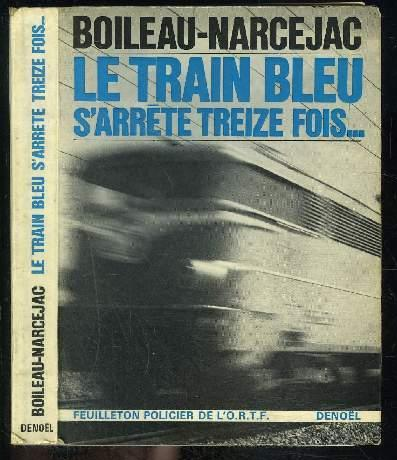 BOILEAU-NARCEJAC
LE TRAIN BLEU
S'ARRÊTE TREIZE FOIS...
FEUILLETON POLICIER DE L'O.R.T.F. DENOËL
BOILEAU-NARCEJAC LE TRAIN BLEU S'ARRÊTE TREIZE FOIS...
DENOËL